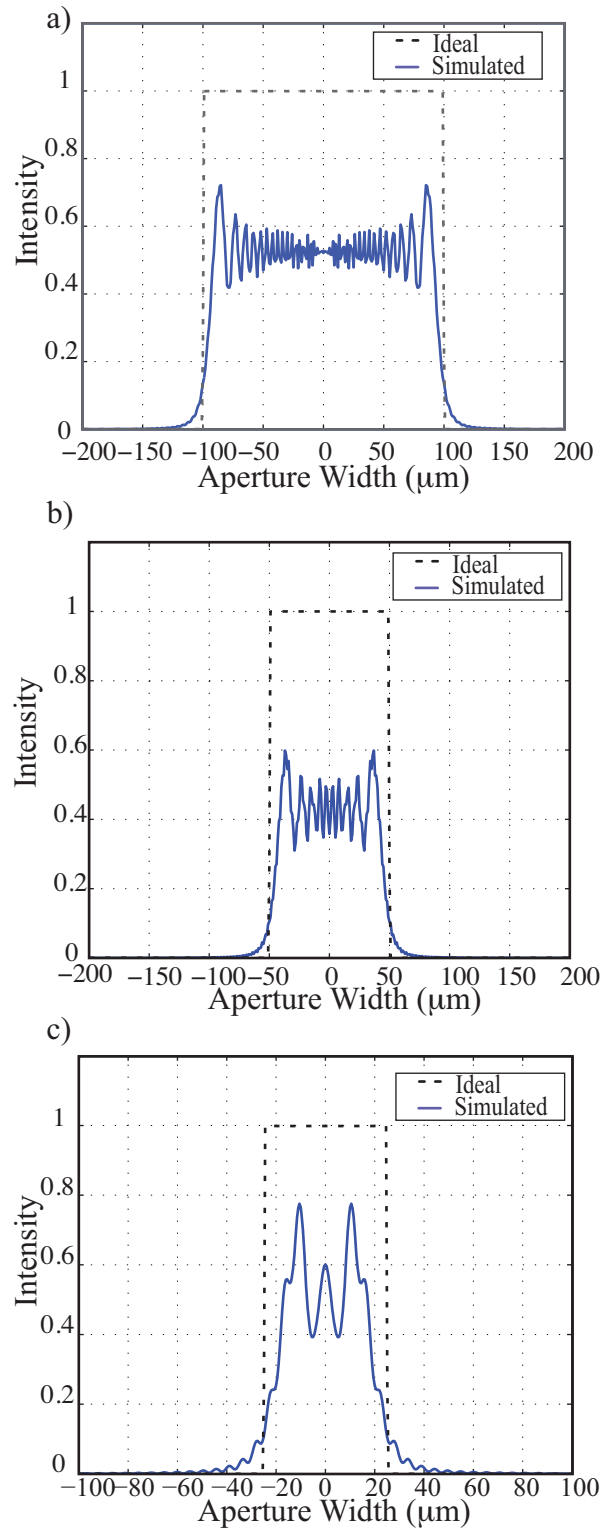 a)
Ideal
Simulated
1
0.8
0.6
0.4
0.2
0
Intensity
−200 −150 −100 −50 0 50 100 150 200
Aperture Width (μm)
b)
Ideal
Simulated
1
0.8
0.6
0.4
0.2
0
Intensity
−200 −150 −100 −50 0 50 100 150 200
Aperture Width (μm)
c)
Ideal
Simulated
1
0.8
0.6
0.4
0.2
0
Intensity
−100 −80 −60 −40 −20 0 20 40 60 80 100
Aperture Width (μm)